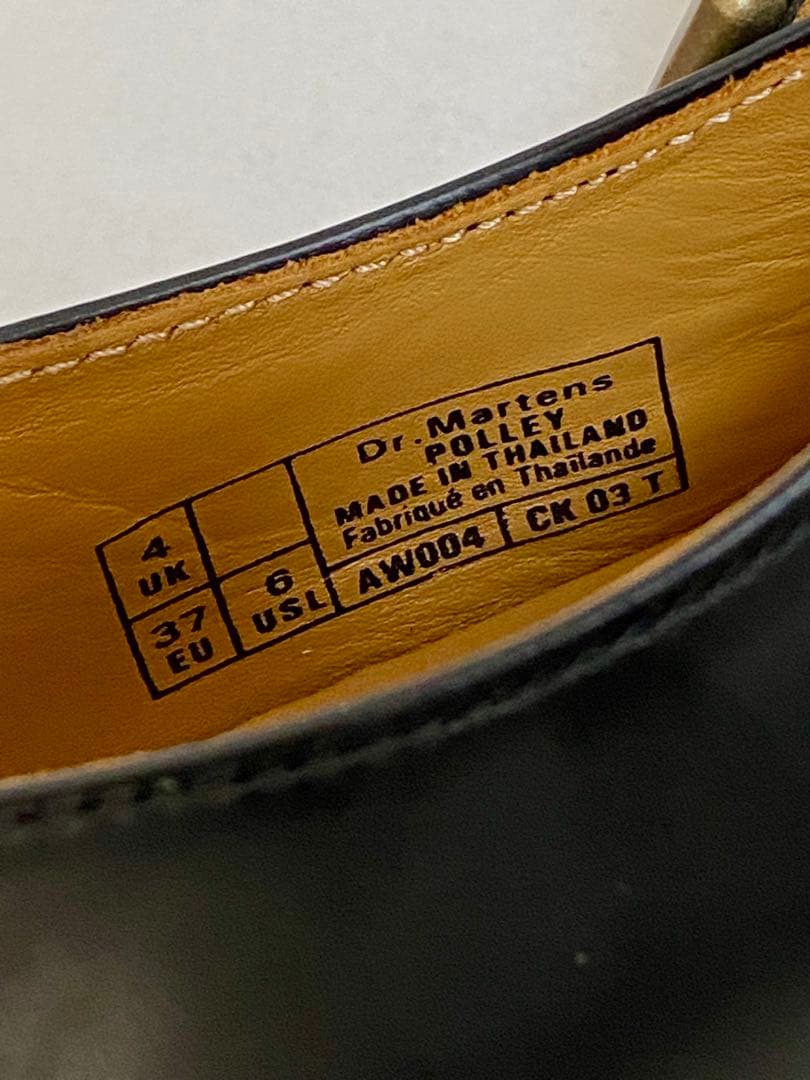 Dr.Martens
POLLEY
MADE IN THAILAND
Fabriqué en Thaïlande
AW004 CK 03 T
4
UK
37
EU
6
USL